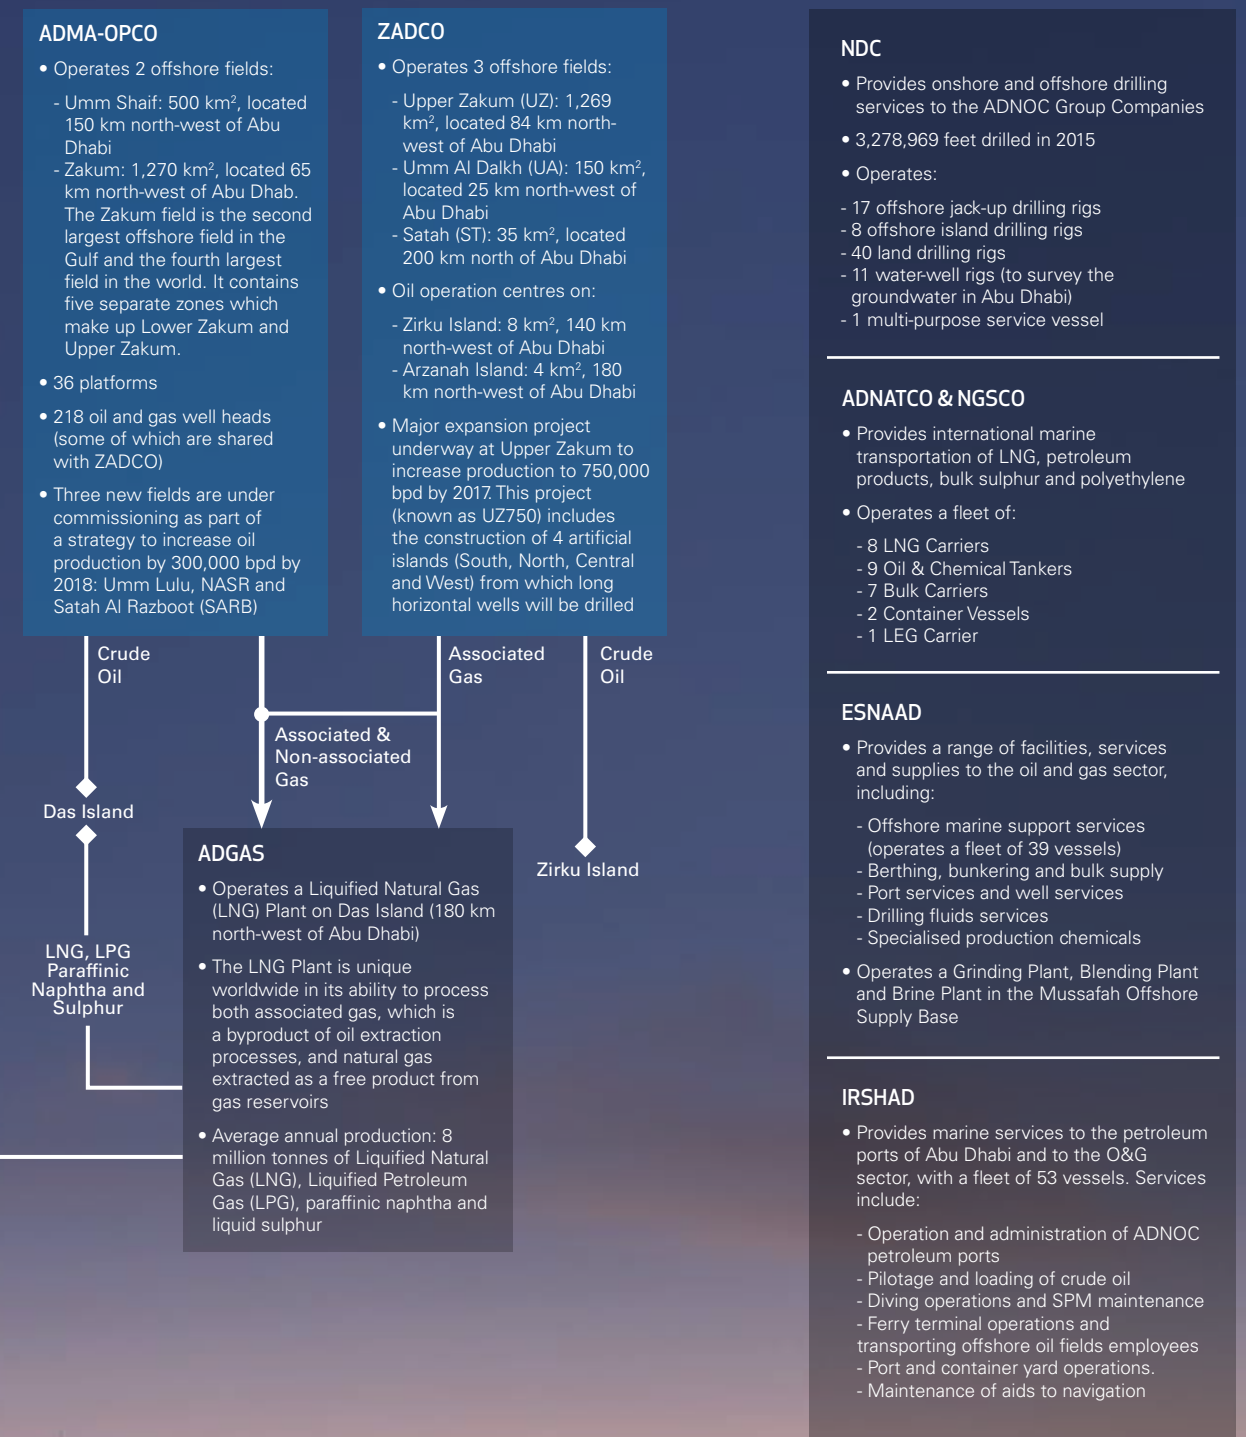 ADMA-OPCO
• Operates 2 offshore fields:
- Umm Shaif: 500 km², located
150 km north-west of Abu
Dhabi
- Zakum: 1,270 km², located 65
km north-west of Abu Dhab.
The Zakum field is the second
largest offshore field in the
Gulf and the fourth largest
field in the world. It contains
five separate zones which
make up Lower Zakum and
Upper Zakum.
• 36 platforms
• 218 oil and gas well heads
(some of which are shared
with ZADCO)
• Three new fields are under
commissioning as part of
a strategy to increase oil
production by 300,000 bpd by
2018: Umm Lulu, NASR and
Satah Al Razboot (SARB)
ZADCO
• Operates 3 offshore fields:
- Upper Zakum (UZ): 1,269
km², located 84 km north-
west of Abu Dhabi
- Umm Al Dalkh (UA): 150 km²,
located 25 km north-west of
Abu Dhabi
- Satah (ST): 35 km², located
200 km north of Abu Dhabi
• Oil operation centres on:
- Zirku Island: 8 km², 140 km
north-west of Abu Dhabi
- Arzanah Island: 4 km², 180
km north-west of Abu Dhabi
• Major expansion project
underway at Upper Zakum to
increase production to 750,000
bpd by 2017. This project
(known as UZ750) includes
the construction of 4 artificial
islands (South, North, Central
and West) from which long
horizontal wells will be drilled
Crude
Oil
Associated &
Non-associated
Gas
Associated
Gas
Crude
Oil
Das Island
Zirku Island
LNG, LPG
Paraffinic
Naphtha and
Sulphur
ADGAS
• Operates a Liquified Natural Gas
(LNG) Plant on Das Island (180 km
north-west of Abu Dhabi)
• The LNG Plant is unique
worldwide in its ability to process
both associated gas, which is
a byproduct of oil extraction
processes, and natural gas
extracted as a free product from
gas reservoirs
• Average annual production: 8
million tonnes of Liquified Natural
Gas (LNG), Liquified Petroleum
Gas (LPG), paraffinic naphtha and
liquid sulphur
NDC
• Provides onshore and offshore drilling
services to the ADNOC Group Companies
• 3,278,969 feet drilled in 2015
• Operates:
- 17 offshore jack-up drilling rigs
- 8 offshore island drilling rigs
- 40 land drilling rigs
- 11 water-well rigs (to survey the
groundwater in Abu Dhabi)
- 1 multi-purpose service vessel
ADNATCO & NGSCO
• Provides international marine
transportation of LNG, petroleum
products, bulk sulphur and polyethylene
• Operates a fleet of:
- 8 LNG Carriers
- 9 Oil & Chemical Tankers
- 7 Bulk Carriers
- 2 Container Vessels
- 1 LEG Carrier
ESNAAD
• Provides a range of facilities, services
and supplies to the oil and gas sector,
including:
- Offshore marine support services
(operates a fleet of 39 vessels)
- Berthing, bunkering and bulk supply
- Port services and well services
- Drilling fluids services
- Specialised production chemicals
• Operates a Grinding Plant, Blending Plant
and Brine Plant in the Mussafah Offshore
Supply Base
IRSHAD
• Provides marine services to the petroleum
ports of Abu Dhabi and to the O&G
sector, with a fleet of 53 vessels. Services
include:
- Operation and administration of ADNOC
petroleum ports
- Pilotage and loading of crude oil
- Diving operations and SPM maintenance
- Ferry terminal operations and
transporting offshore oil fields employees
- Port and container yard operations.
- Maintenance of aids to navigation